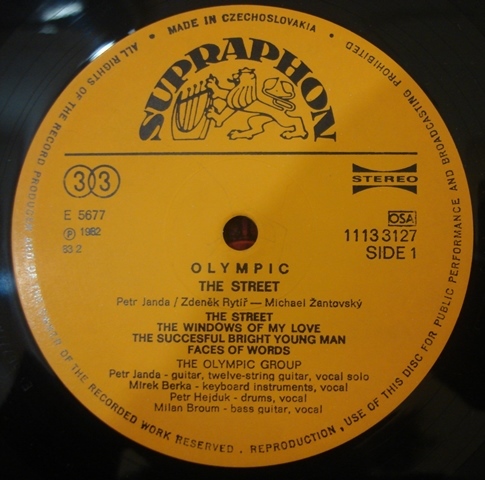 • MADE IN CZECHOSLOVAKIA •
ALL RIGHTS OF THE RECORD PRODUCER AND OF THE OWNER OF THE RECORDED WORK RESERVED. REPRODUCTION, USE OF THIS DISC FOR PUBLIC PERFORMANCE AND BROADCASTING PROHIBITED
SUPRAPHON
33
STEREO
E 5677
℗ 1982
S3 2
OSA
1113 3127
SIDE 1
OLYMPIC
THE STREET
Petr Janda / Zdeněk Rytíř — Michael Žantovský
THE STREET
THE WINDOWS OF MY LOVE
THE SUCCESFUL BRIGHT YOUNG MAN
FACES OF WORDS
THE OLYMPIC GROUP
Petr Janda - guitar, twelve-string guitar, vocal solo
Mirek Berka - keyboard instruments, vocal
Petr Hejduk - drums, vocal
Milan Broum - bass guitar, vocal